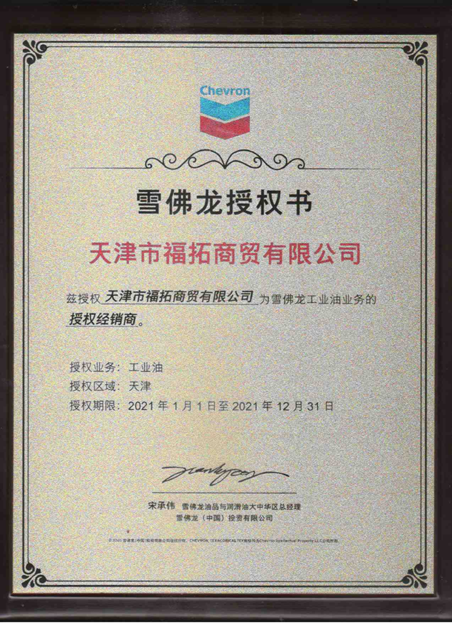 Chevron
雪佛龙授权书
天津市福拓商贸有限公司
兹授权 天津市福拓商贸有限公司 为雪佛龙工业油业务的
授权经销商。
授权业务：工业油
授权区域：天津
授权期限：2021 年 1 月 1 日至 2021 年 12 月 31 日
宋承伟 雪佛龙油品与润滑油大中华区总经理
雪佛龙（中国）投资有限公司